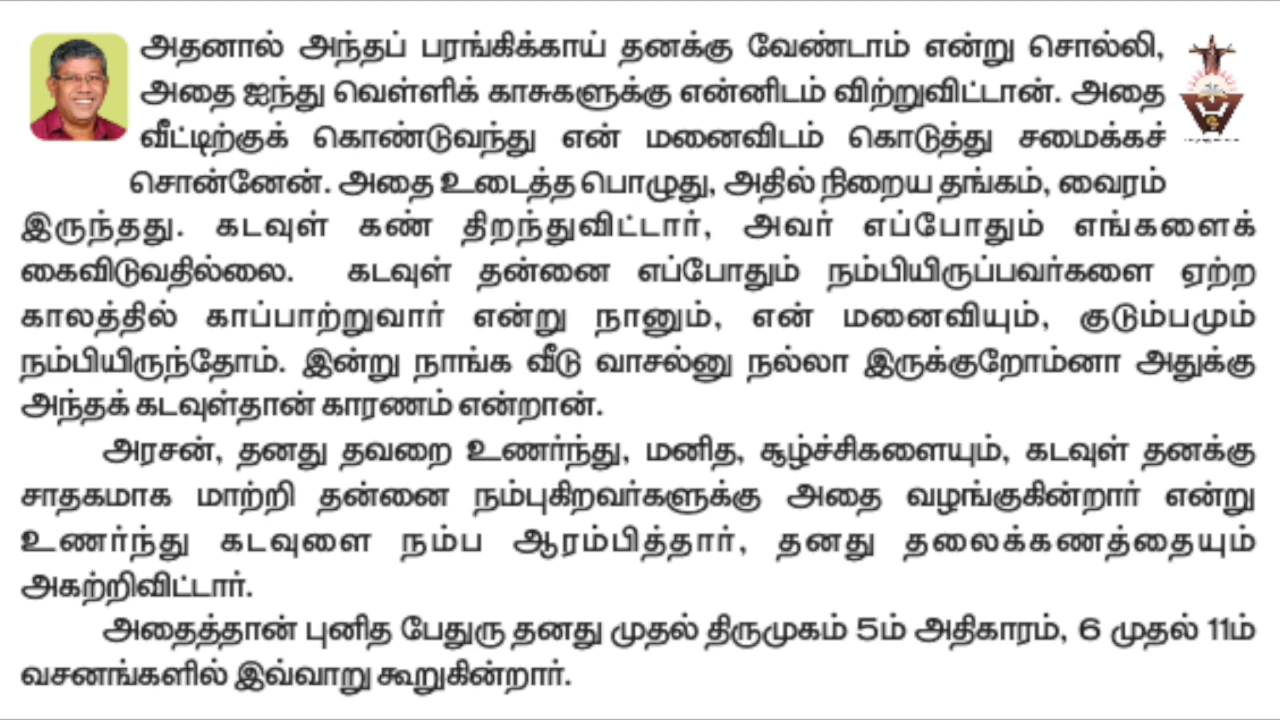 அதனால் அந்தப் பரங்கிக்காய் தனக்கு வேண்டாம் என்று சொல்லி,
அதை ஐந்து வெள்ளிக் காசுகளுக்கு என்னிடம் விற்றுவிட்டான். அதை
வீட்டிற்குக் கொண்டுவந்து என் மனைவிடம் கொடுத்து சமைக்கச்
சொன்னேன். அதை உடைத்த பொழுது, அதில் நிறைய தங்கம், வைரம்
இருந்தது. கடவுள் கண் திறந்துவிட்டார், அவர் எப்போதும் எங்களைக்
கைவிடுவதில்லை. கடவுள் தன்னை எப்போதும் நம்பியிருப்பவர்களை ஏற்ற
காலத்தில் காப்பாற்றுவார் என்று நானும், என் மனைவியும், குடும்பமும்
நம்பியிருந்தோம். இன்று நாங்க வீடு வாசல்னு நல்லா இருக்குறோம்னா அதுக்கு
அந்தக் கடவுள்தான் காரணம் என்றான்.
அரசன், தனது தவறை உணர்ந்து, மனித, சூழ்ச்சிகளையும், கடவுள் தனக்கு
சாதகமாக மாற்றி தன்னை நம்புகிறவர்களுக்கு அதை வழங்குகின்றார் என்று
உணர்ந்து கடவுளை நம்ப ஆரம்பித்தார், தனது தலைக்கணத்தையும்
அகற்றிவிட்டார்.
அதைத்தான் புனித பேதுரு தனது முதல் திருமுகம் 5ம் அதிகாரம், 6 முதல் 11ம்
வசனங்களில் இவ்வாறு கூறுகின்றார்.